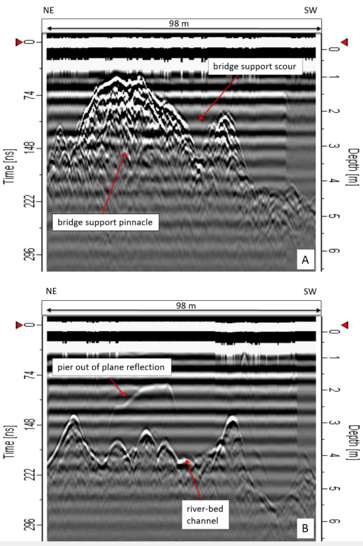 NE SW
98 m
0 0
bridge support scour
1
74
2
148 3
222 4
bridge support pinnacle
5
296
6
Time [ns]
Depth [m]
A
NE SW
98 m
0 0
1
pier out of plane reflection
74
2
148 3
222 4
5
river-bed
channel
296
6
Time [ns]
Depth [m]
B